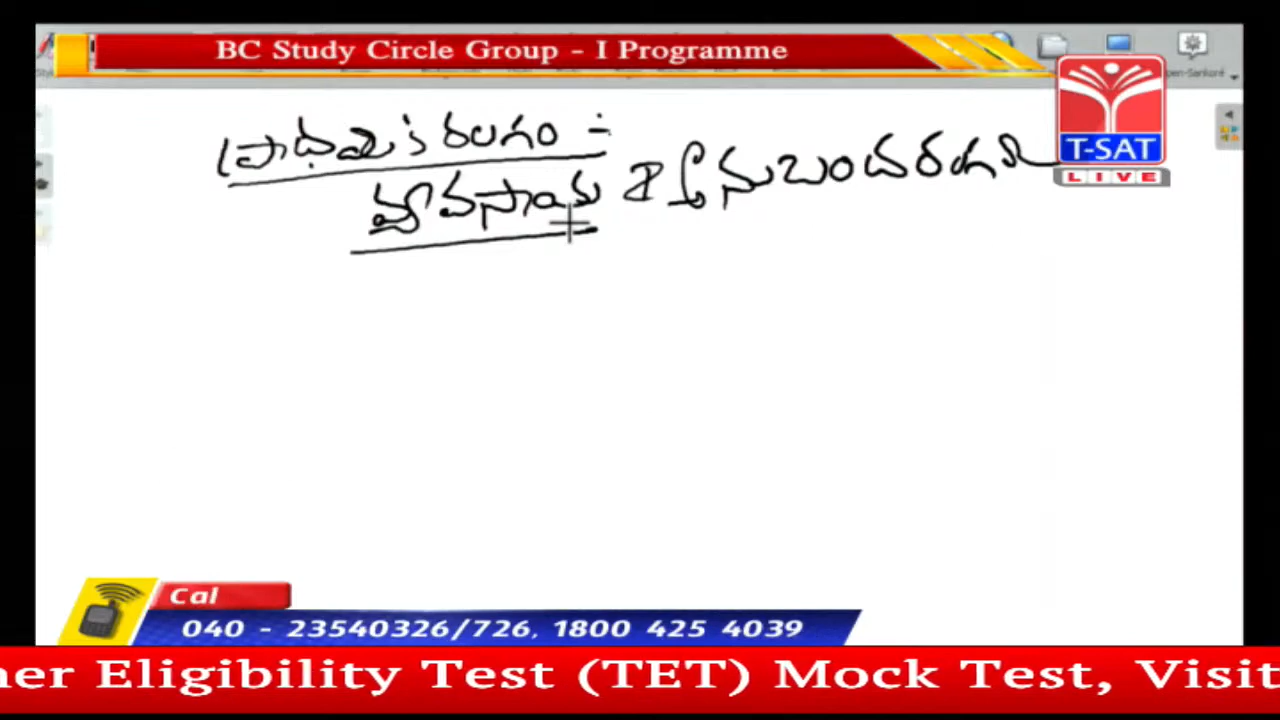 BC Study Circle Group - I Programme
T-SAT
LIVE
ప్రాధమిక రంగం :-
వ్యవసాయ & అనుబంద రంగం
Cal
040 - 23540326/726, 1800 425 4039
her Eligibility Test (TET) Mock Test, Visit